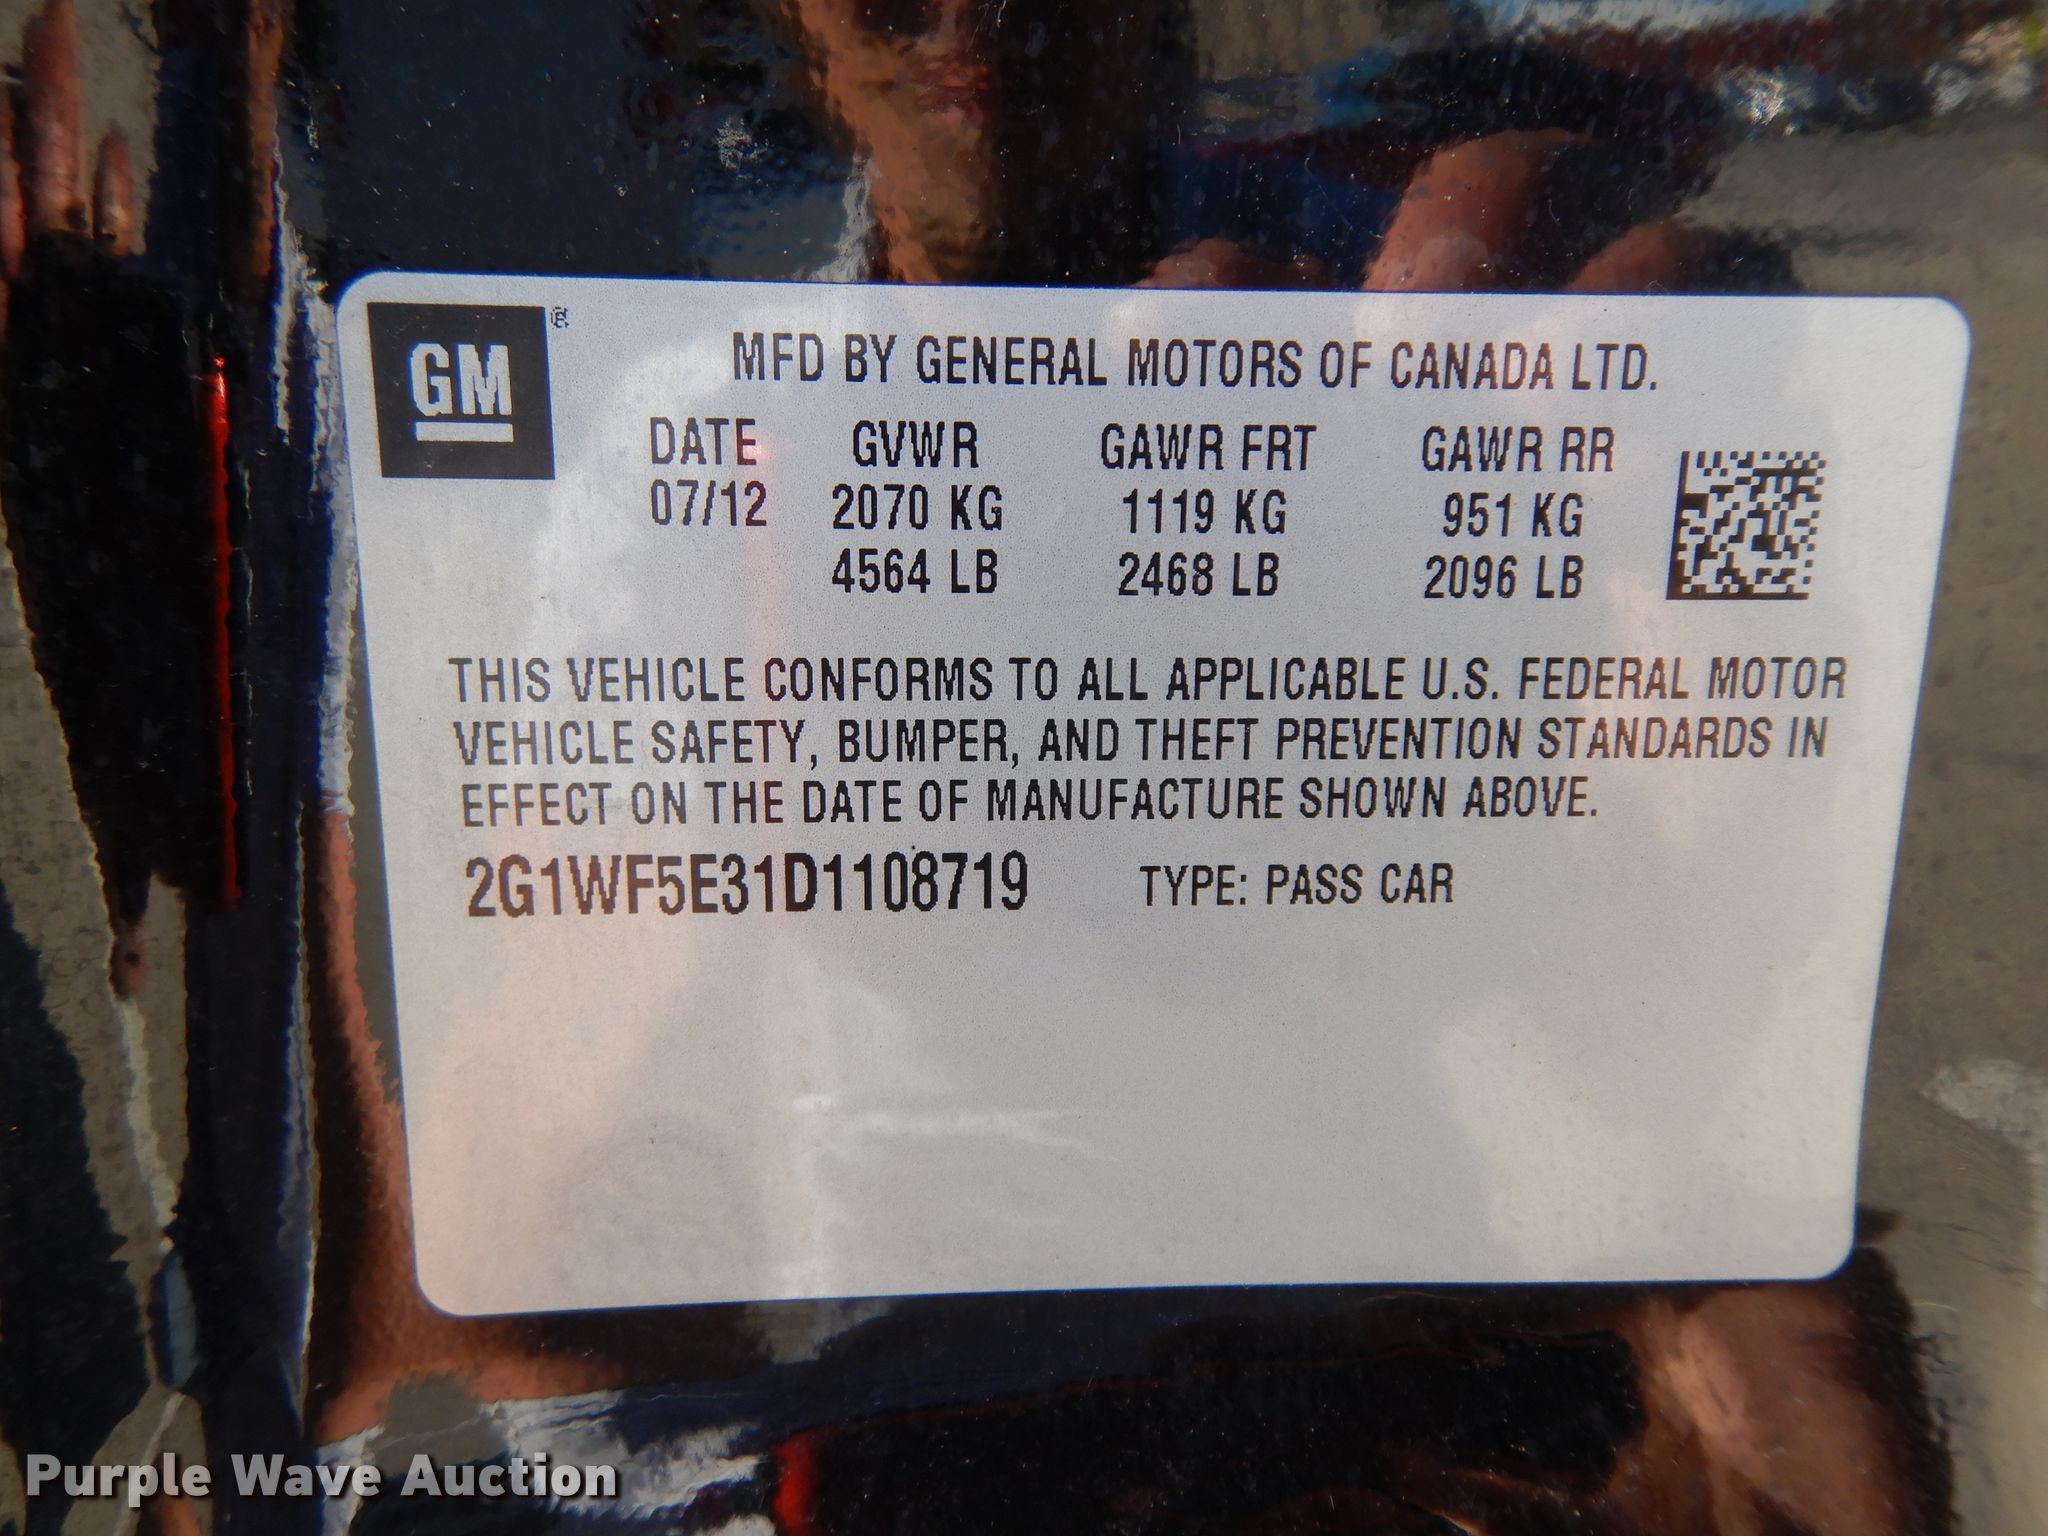 GM
MFD BY GENERAL MOTORS OF CANADA LTD.
DATE GVWR GAWR FRT GAWR RR
07/12 2070 KG 1119 KG 951 KG
4564 LB 2468 LB 2096 LB
THIS VEHICLE CONFORMS TO ALL APPLICABLE U.S. FEDERAL MOTOR
VEHICLE SAFETY, BUMPER, AND THEFT PREVENTION STANDARDS IN
EFFECT ON THE DATE OF MANUFACTURE SHOWN ABOVE.
2G1WF5E31D1108719 TYPE: PASS CAR
Purple Wave Auction